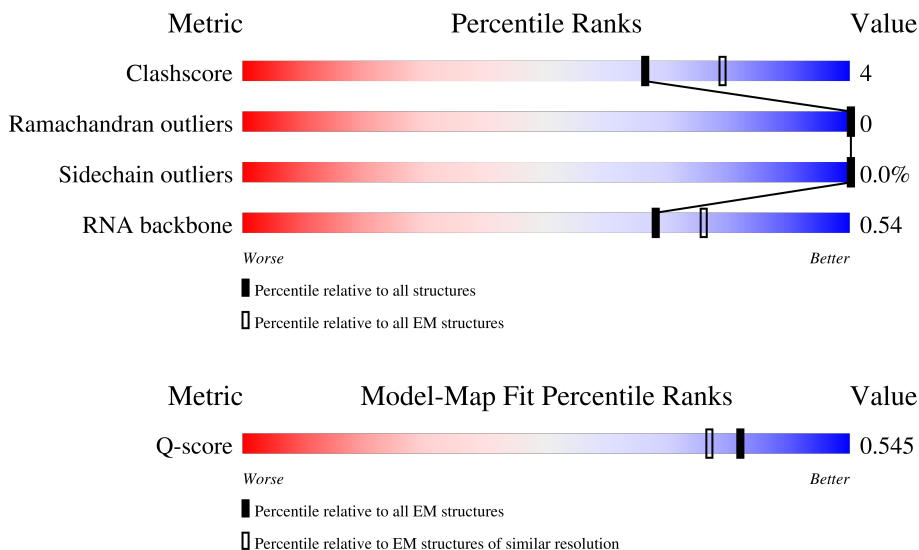 Metric Percentile Ranks Value
Clashscore 4
Ramachandran outliers 0
Sidechain outliers 0.0%
RNA backbone 0.54
Worse Better
Percentile relative to all structures
Percentile relative to all EM structures
Metric Model-Map Fit Percentile Ranks Value
Q-score 0.545
Worse Better
Percentile relative to all EM structures
Percentile relative to EM structures of similar resolution